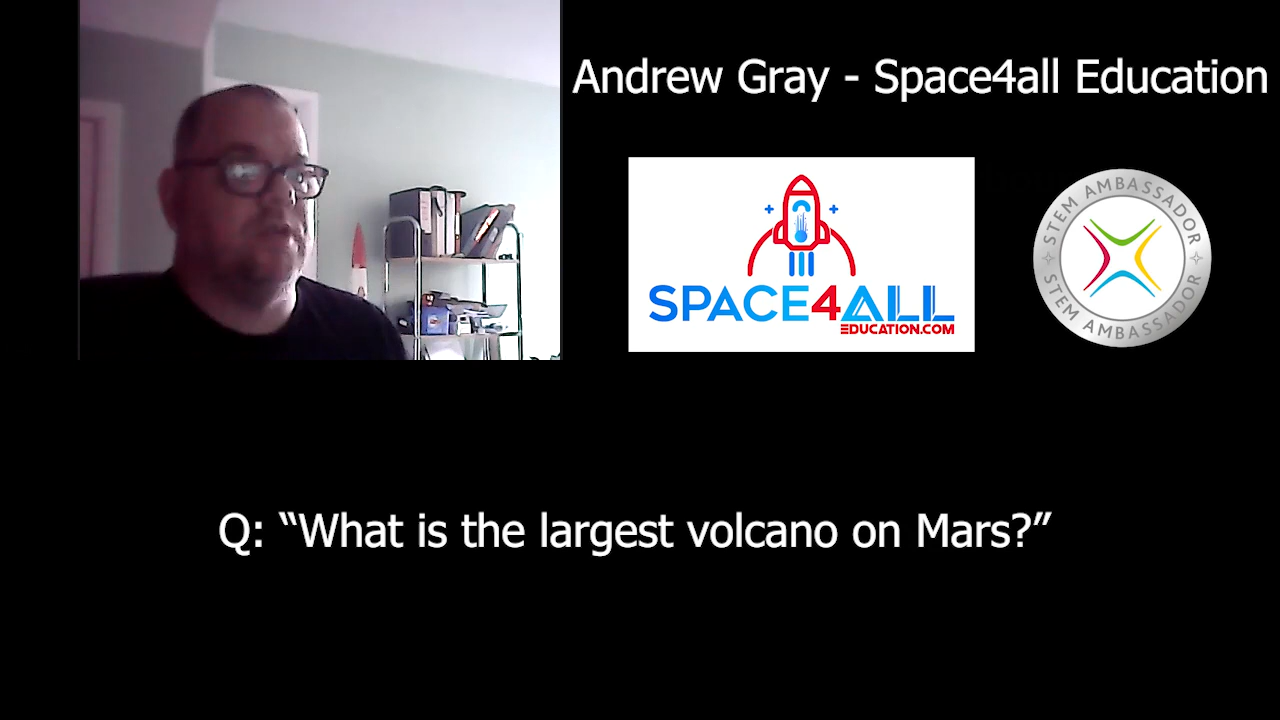 Andrew Gray - Space4all Education
SPACE4ALL
EDUCATION.COM
STEM AMBASSADOR
STEM AMBASSADOR
Q: “What is the largest volcano on Mars?”